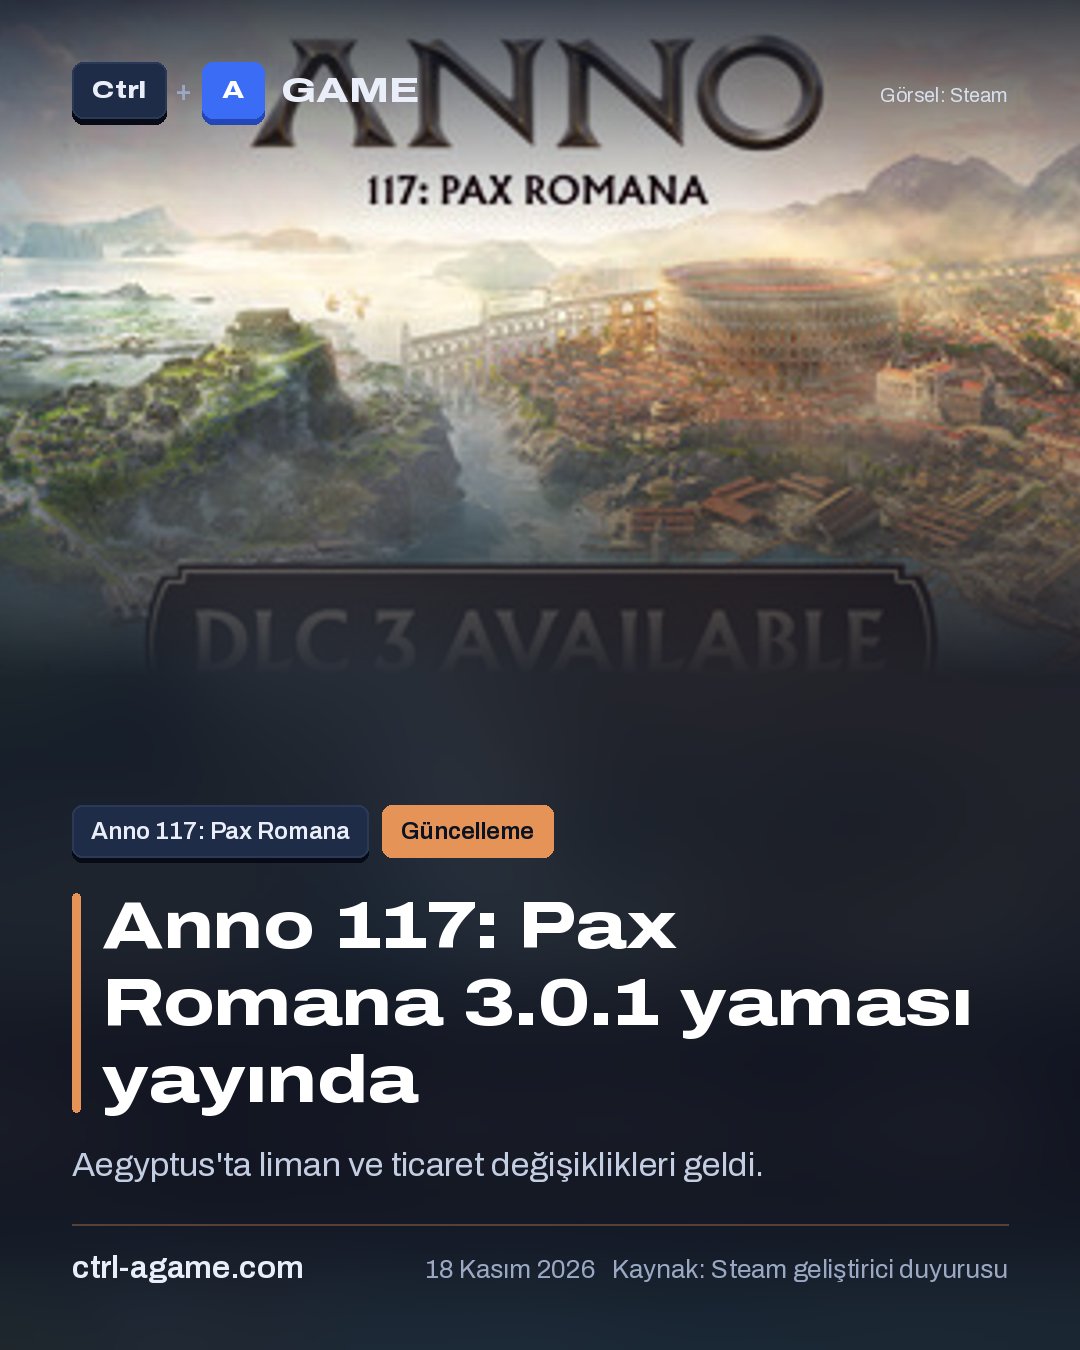 ANNO
Ctrl + A GAME
Görsel: Steam
117: PAX ROMANA
DLC 3 AVAILABLE
Anno 117: Pax Romana
Güncelleme
Anno 117: Pax
Romana 3.0.1 yaması
yayında
Aegyptus'ta liman ve ticaret değişiklikleri geldi.
ctrl-agame.com
18 Kasım 2026 Kaynak: Steam geliştirici duyurusu